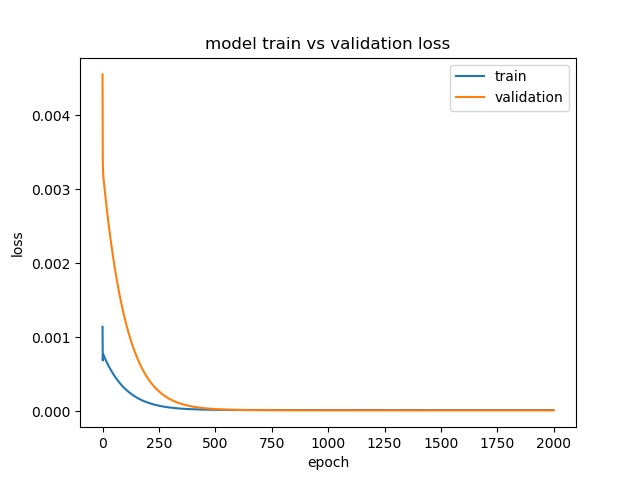 model train vs validation loss
train
validation
loss
0.004
0.003
0.002
0.001
0.000
0 250 500 750 1000 1250 1500 1750 2000
epoch